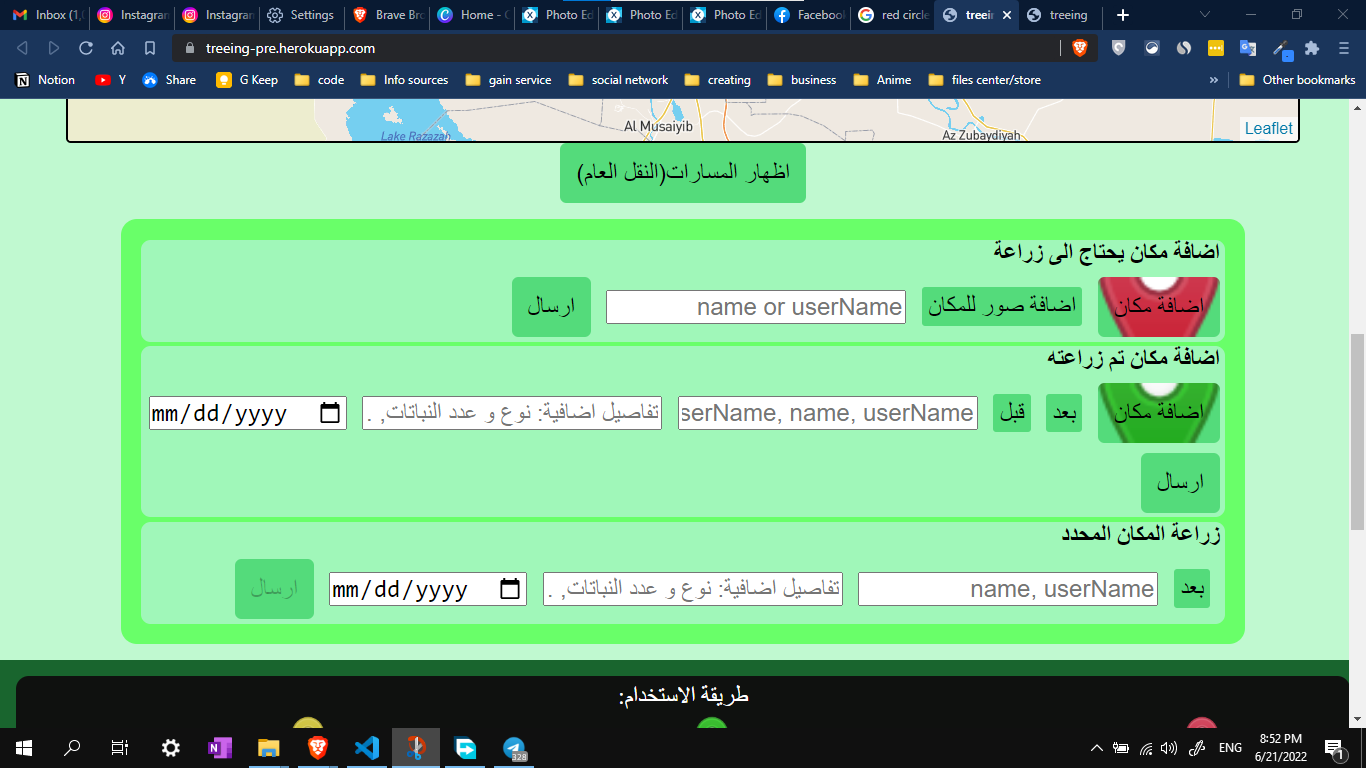 Inbox (1,
Instagran
Instagran
Settings
Brave Bro
Home - C
Photo Ed
Photo Ed
Photo Ed
Facebook
red circle
treei
treeing
treeing-pre.herokuapp.com
Notion
Y
Share
G Keep
code
Info sources
gain service
social network
creating
business
Anime
files center/store
»
Other bookmarks
Lake Razazah
Al Musaiyib
Az Zubaydiyah
Leaflet
اظهار المسارات(النقل العام)
اضافة مكان يحتاج الى زراعة
اضافة مكان
اضافة صور للمكان
name or userName
ارسال
اضافة مكان تم زراعته
اضافة مكان
بعد
قبل
serName, name, userName
تفاصيل اضافية: نوع و عدد النباتات, .
mm/dd/yyyy
ارسال
زراعة المكان المحدد
بعد
name, userName
تفاصيل اضافية: نوع و عدد النباتات, .
mm/dd/yyyy
ارسال
طريقة الاستخدام:
328
ENG
8:52 PM
6/21/2022
1